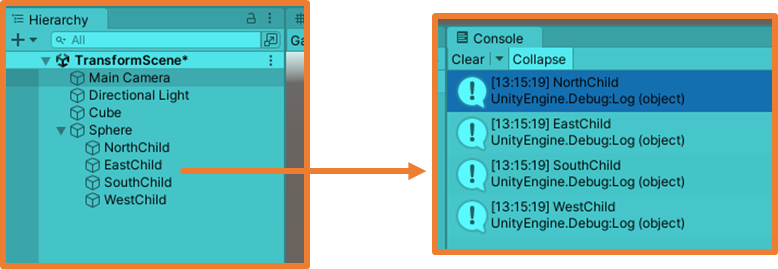 Hierarchy
All
Ga
TransformScene*
Main Camera
Directional Light
Cube
Sphere
NorthChild
EastChild
SouthChild
WestChild
Console
Clear Collapse
[13:15:19] NorthChild
UnityEngine.Debug:Log (object)
[13:15:19] EastChild
UnityEngine.Debug:Log (object)
[13:15:19] SouthChild
UnityEngine.Debug:Log (object)
[13:15:19] WestChild
UnityEngine.Debug:Log (object)